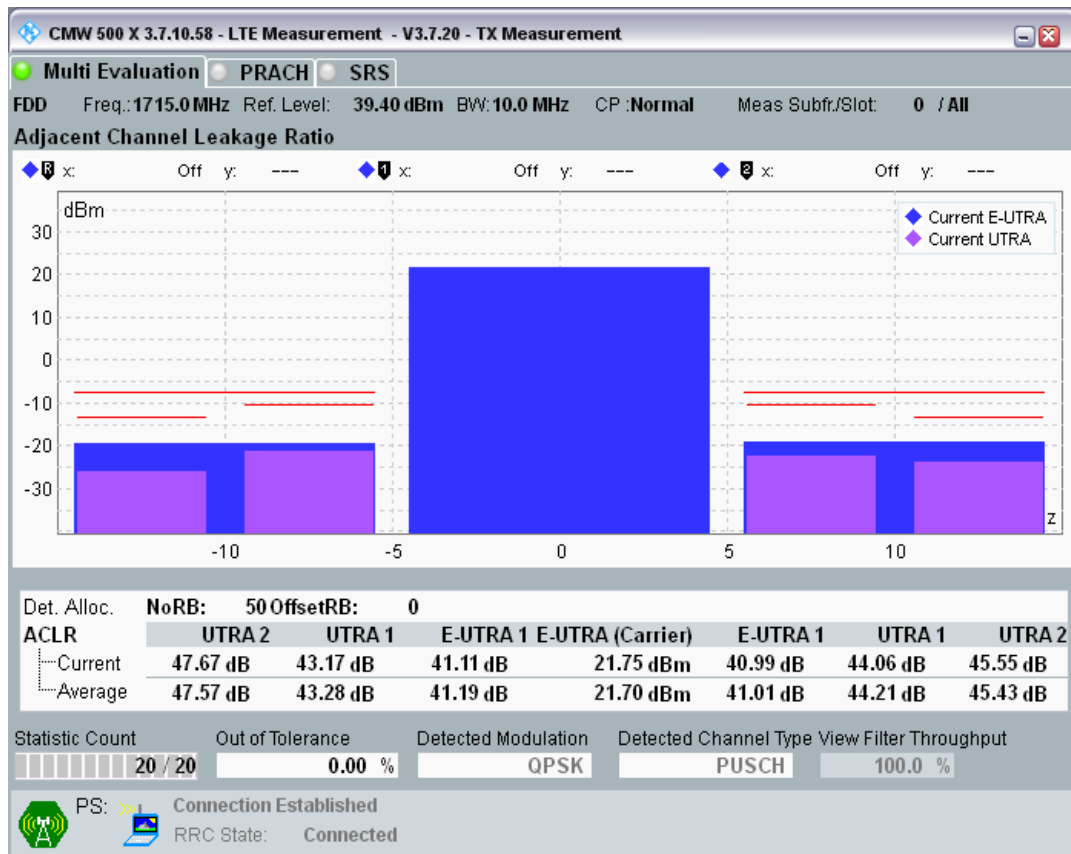 CMW 500 X 3.7.10.58 - LTE Measurement - V3.7.20 - TX Measurement
Multi Evaluation PRACH SRS
FDD Freq.: 1715.0 MHz Ref. Level: 39.40 dBm BW: 10.0 MHz CP :Normal Meas Subfr./Slot: 0 / All
Adjacent Channel Leakage Ratio
R x: Off y: --- 1 x: Off y: --- 2 x: Off y: ---
dBm
Current E-UTRA
Current UTRA
30
20
10
0
-10
-20
-30
z
-10 -5 0 5 10
Det. Alloc. NoRB: 50 OffsetRB: 0
ACLR UTRA 2 UTRA 1 E-UTRA 1 E-UTRA (Carrier) E-UTRA 1 UTRA 1 UTRA 2
Current 47.67 dB 43.17 dB 41.11 dB 21.75 dBm 40.99 dB 44.06 dB 45.55 dB
Average 47.57 dB 43.28 dB 41.19 dB 21.70 dBm 41.01 dB 44.21 dB 45.43 dB
Statistic Count Out of Tolerance Detected Modulation Detected Channel Type View Filter Throughput
20 / 20 0.00 % QPSK PUSCH 100.0 %
PS: Connection Established
RRC State: Connected